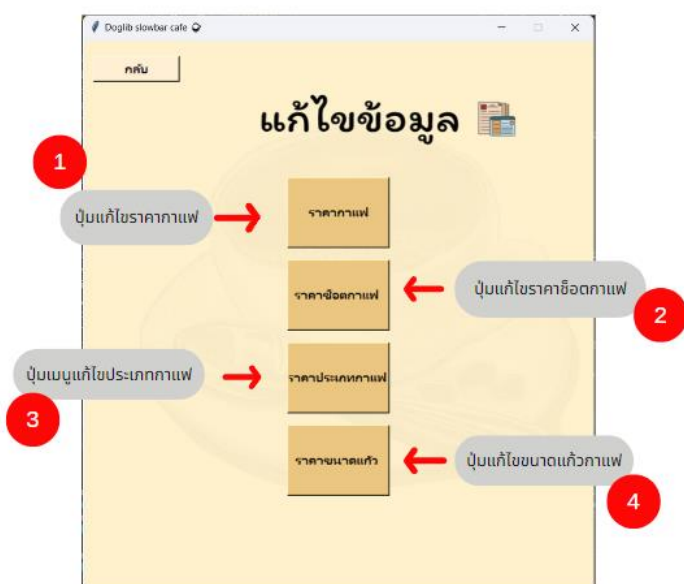 Doglib slowbar cafe
กลับ
แก้ไขข้อมูล
1
ปุ่มแก้ไขราคากาแฟ
ราคากาแฟ
ราคาช็อตกาแฟ
ปุ่มแก้ไขราคาช็อตกาแฟ
2
ปุ่มเมนูแก้ไขประเภทกาแฟ
ราคาประเภทกาแฟ
3
ราคาขนาดแก้ว
ปุ่มแก้ไขขนาดแก้วกาแฟ
4